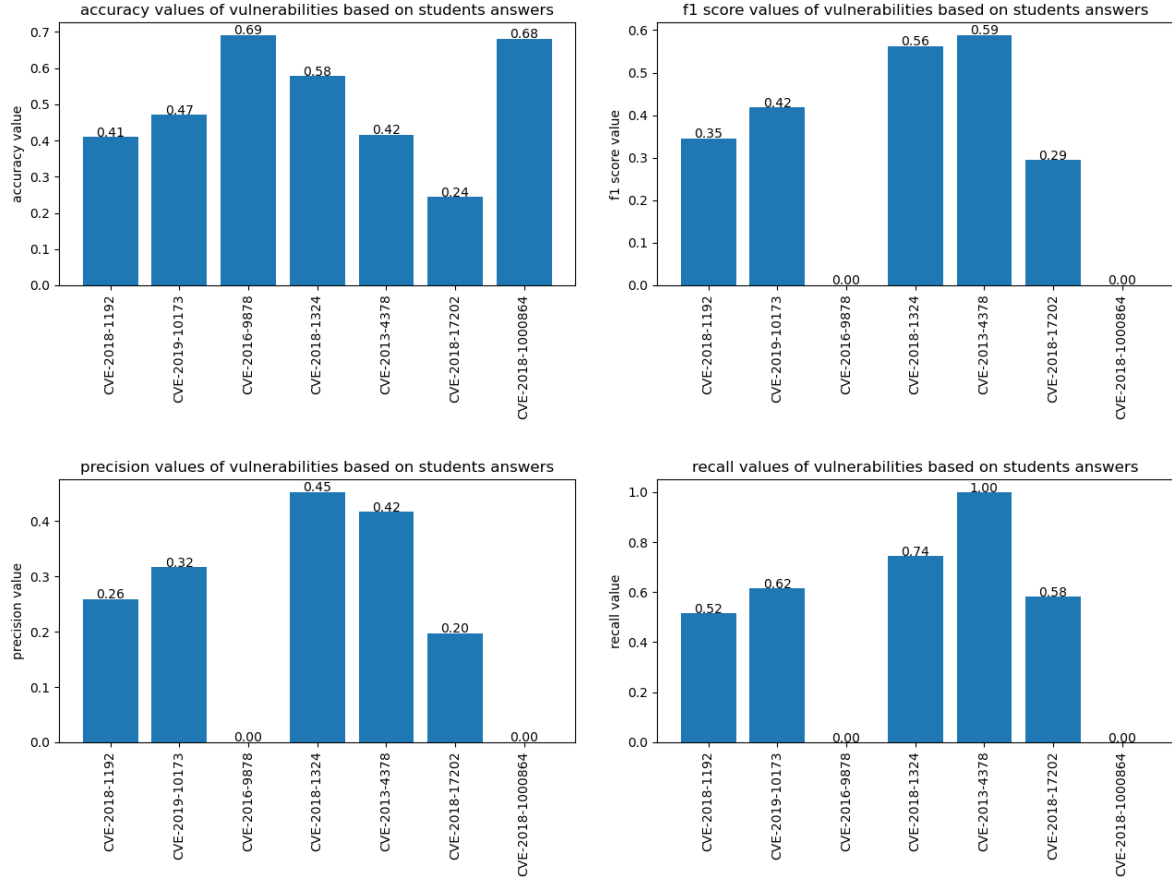 accuracy values of vulnerabilities based on students answers
accuracy value
0.7
0.6
0.5
0.4
0.3
0.2
0.1
0.0
0.41
0.47
0.69
0.58
0.42
0.24
0.68
CVE-2018-1192
CVE-2019-10173
CVE-2016-9878
CVE-2018-1324
CVE-2013-4378
CVE-2018-17202
CVE-2018-1000864
f1 score values of vulnerabilities based on students answers
f1 score value
0.6
0.5
0.4
0.3
0.2
0.1
0.0
0.35
0.42
0.00
0.56
0.59
0.29
0.00
CVE-2018-1192
CVE-2019-10173
CVE-2016-9878
CVE-2018-1324
CVE-2013-4378
CVE-2018-17202
CVE-2018-1000864
precision values of vulnerabilities based on students answers
precision value
0.4
0.3
0.2
0.1
0.0
0.26
0.32
0.00
0.45
0.42
0.20
0.00
CVE-2018-1192
CVE-2019-10173
CVE-2016-9878
CVE-2018-1324
CVE-2013-4378
CVE-2018-17202
CVE-2018-1000864
recall values of vulnerabilities based on students answers
recall value
1.0
0.8
0.6
0.4
0.2
0.0
0.52
0.62
0.00
0.74
1.00
0.58
0.00
CVE-2018-1192
CVE-2019-10173
CVE-2016-9878
CVE-2018-1324
CVE-2013-4378
CVE-2018-17202
CVE-2018-1000864